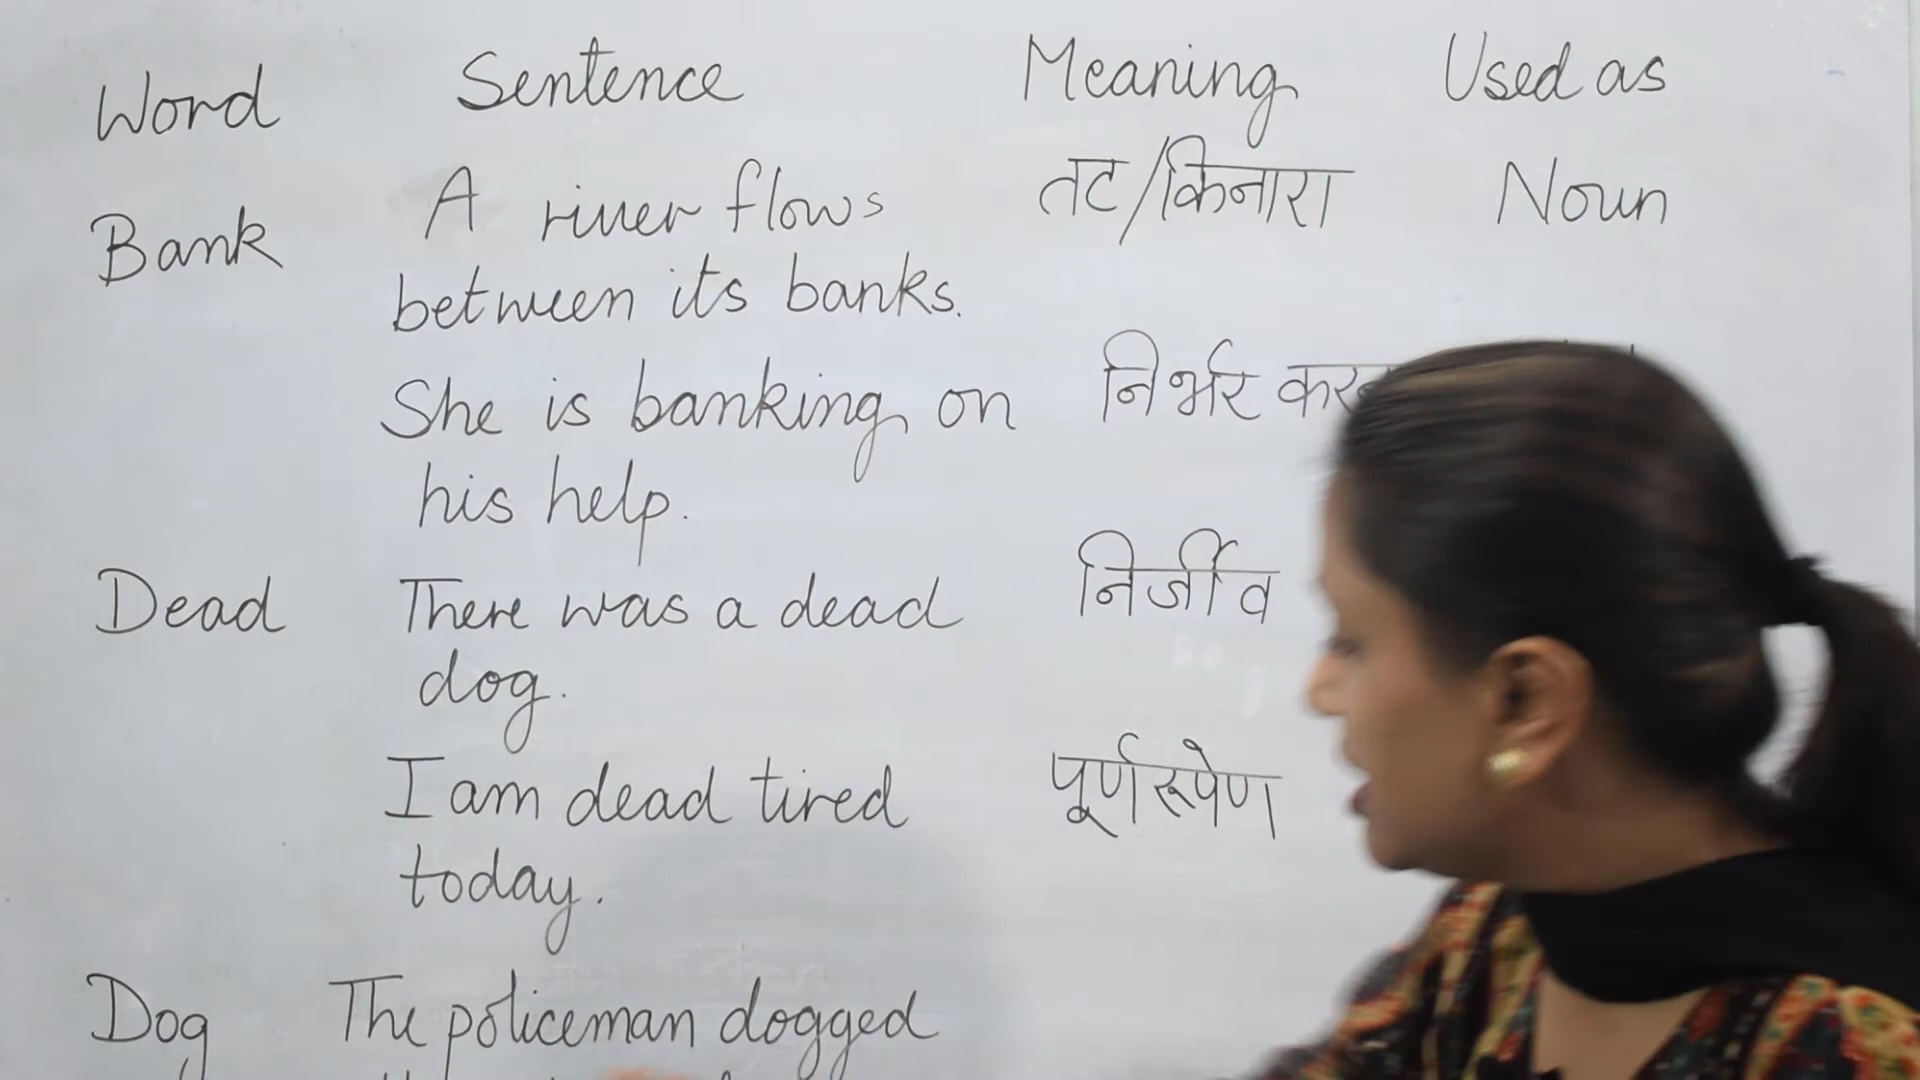 Word Sentence Meaning Used as
Bank A river flows तट/किनारा Noun
between its banks.
She is banking on निर्भर
his help.
Dead There was a dead निर्जीव
dog.
I am dead tired पूर्णरूपेण
today.
Dog The policeman dogged